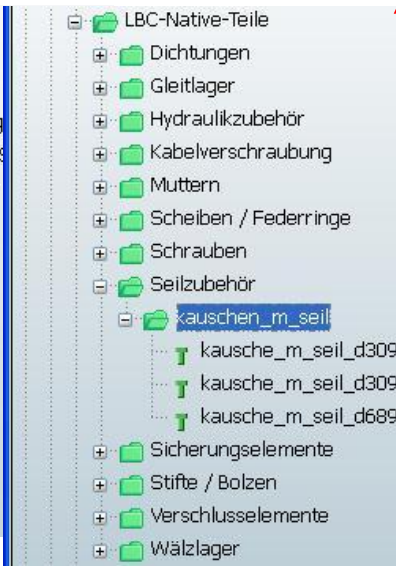 LBC-Native-Teile
Dichtungen
Gleitlager
Hydraulikzubehör
Kabelverschraubung
Muttern
Scheiben / Federringe
Schrauben
Seilzubehör
kauschen_m_seil
kausche_m_seil_d309
kausche_m_seil_d309
kausche_m_seil_d689
Sicherungselemente
Stifte / Bolzen
Verschlusselemente
Wälzlager